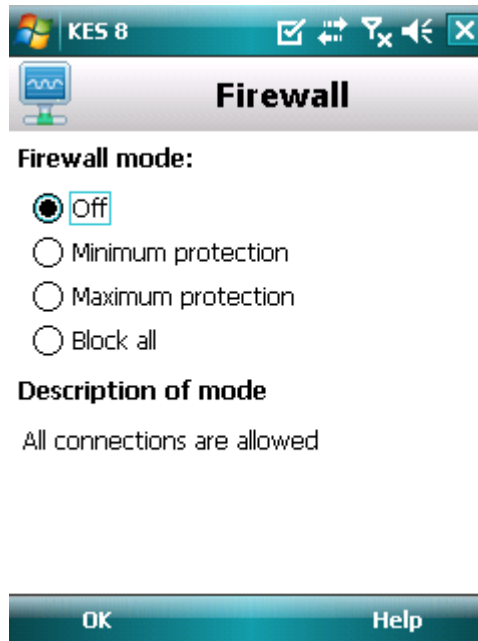 KES 8
Firewall
Firewall mode:
Off
Minimum protection
Maximum protection
Block all
Description of mode
All connections are allowed
OK Help